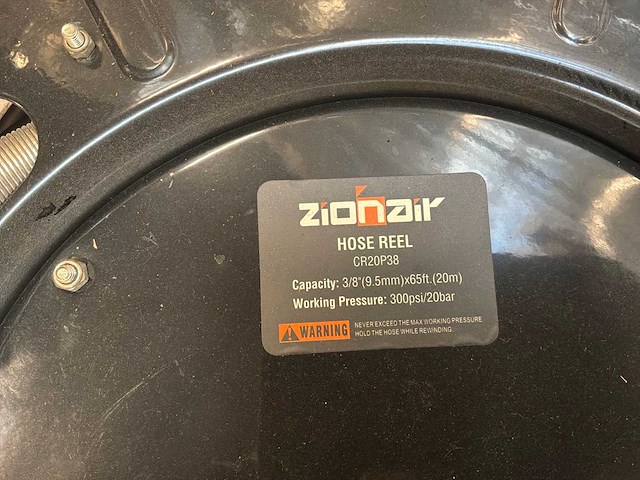 zionair
HOSE REEL
CR20P38
Capacity: 3/8"(9.5mm)x65ft.(20m)
Working Pressure: 300psi/20bar
WARNING NEVER EXCEED THE MAX WORKING PRESSURE
HOLD THE HOSE WHILE REWINDING.